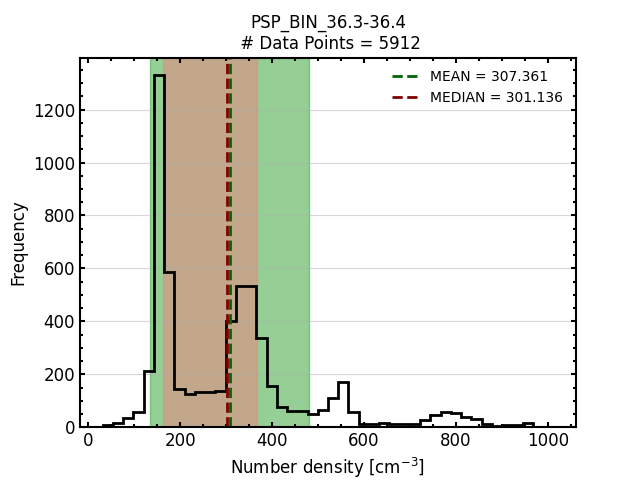 PSP_BIN_36.3-36.4
# Data Points = 5912
MEAN = 307.361
MEDIAN = 301.136
Frequency
1200
1000
800
600
400
200
0
0 200 400 600 800 1000
Number density [cm⁻³]